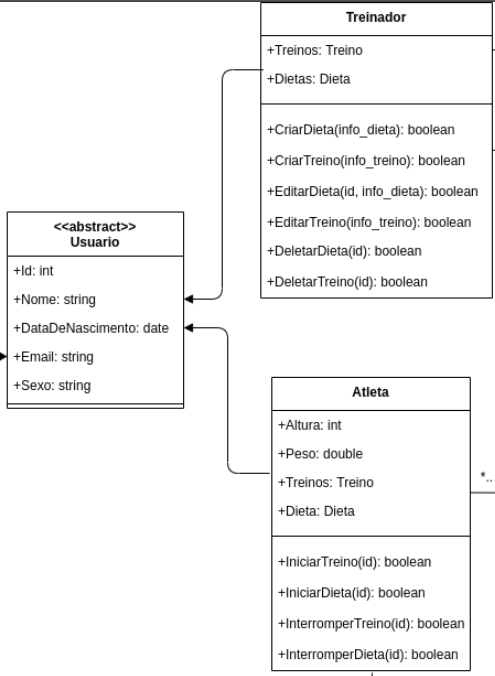 Treinador
+Treinos: Treino
+Dietas: Dieta
+CriarDieta(info_dieta): boolean
+CriarTreino(info_treino): boolean
+EditarDieta(id, info_dieta): boolean
+EditarTreino(info_treino): boolean
+DeletarDieta(id): boolean
+DeletarTreino(id): boolean
<<abstract>>
Usuario
+Id: int
+Nome: string
+DataDeNascimento: date
+Email: string
+Sexo: string
Atleta
+Altura: int
+Peso: double
+Treinos: Treino
+Dieta: Dieta
*..
+IniciarTreino(id): boolean
+IniciarDieta(id): boolean
+InterromperTreino(id): boolean
+InterromperDieta(id): boolean